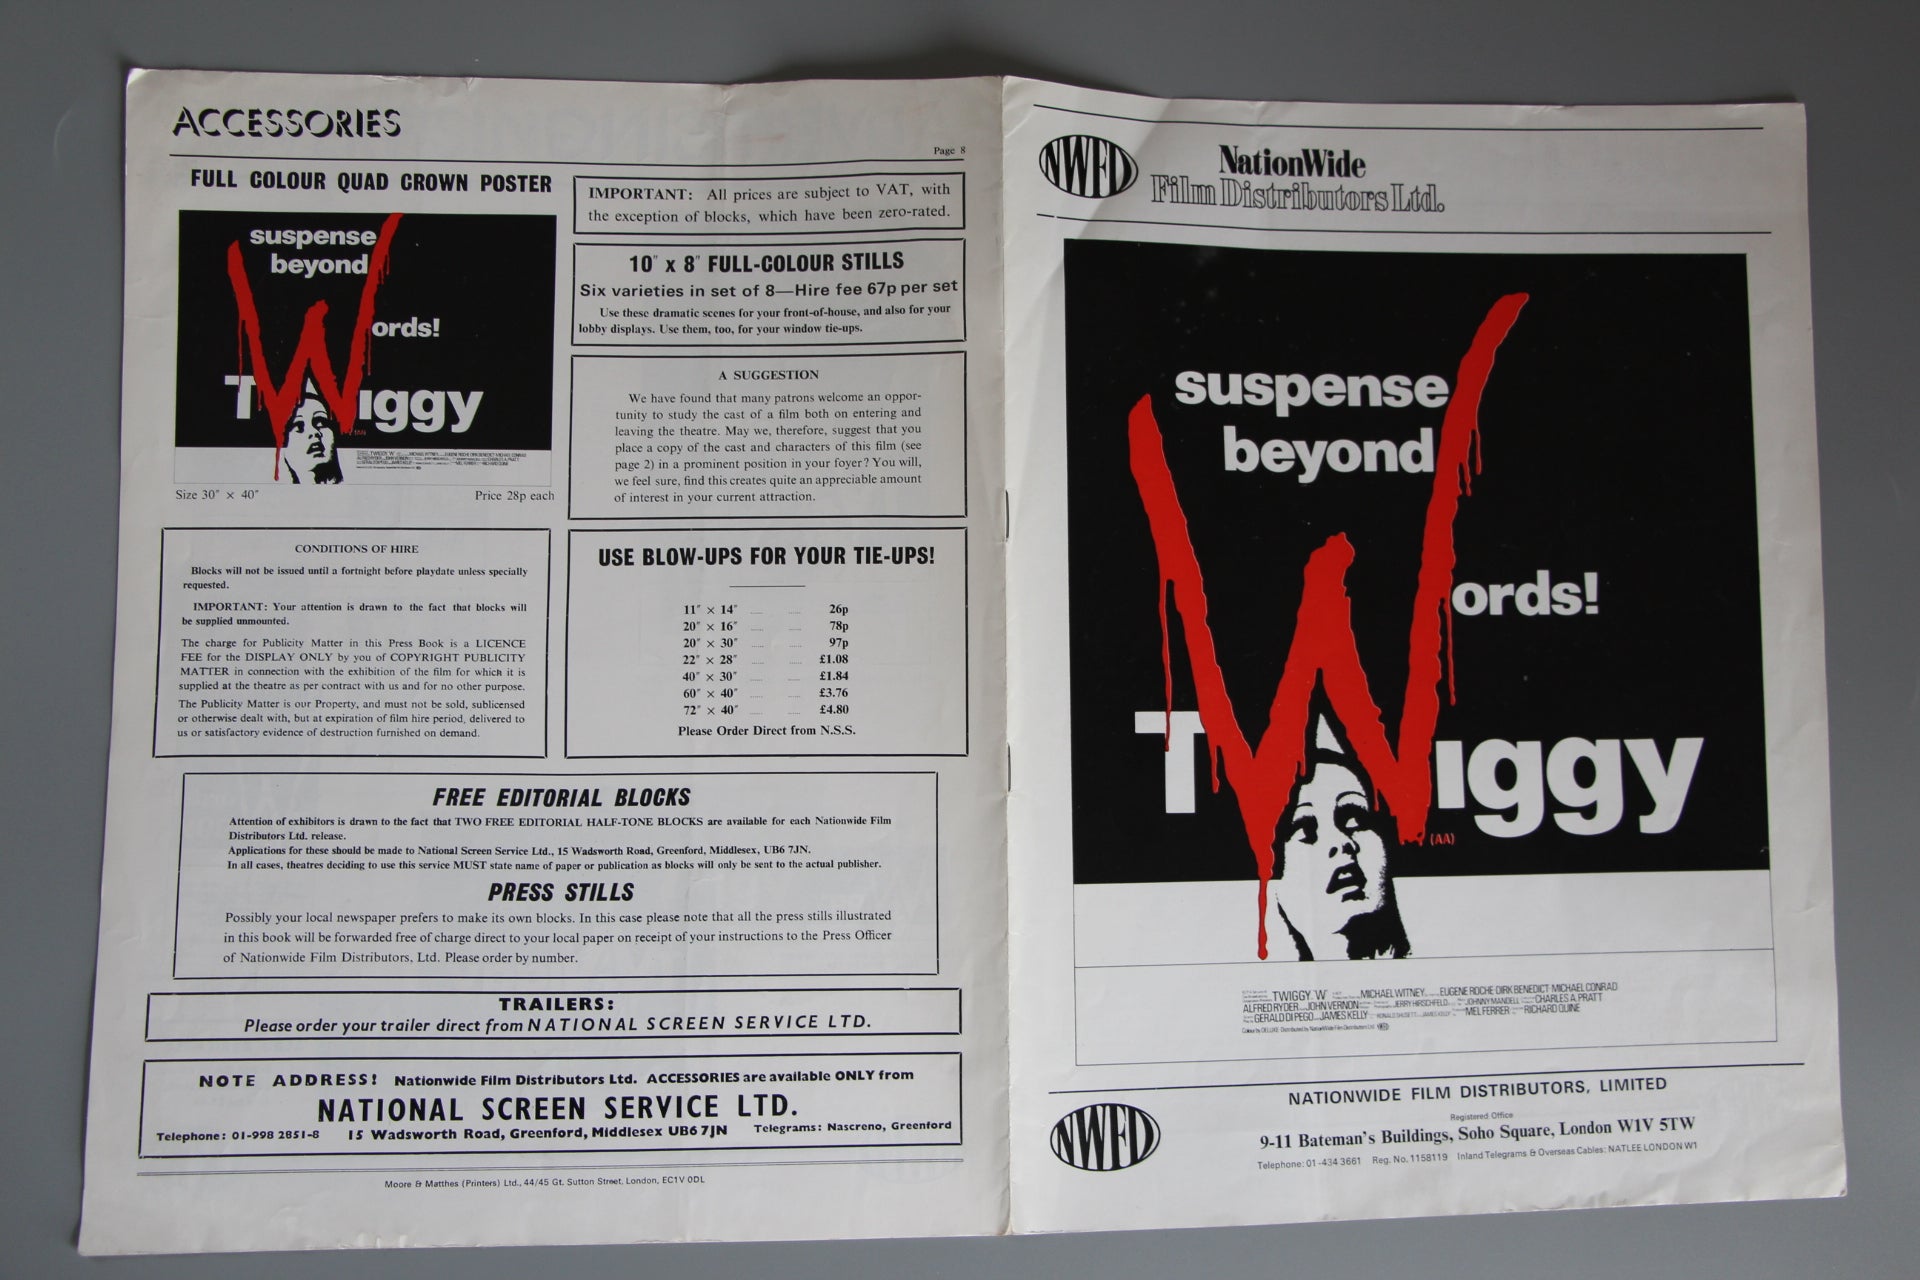 ACCESSORIES
Page 8
FULL COLOUR QUAD CROWN POSTER
suspense
beyond
Words!
TWiggy
Size 30" × 40"
Price 28p each
IMPORTANT: All prices are subject to VAT, with
the exception of blocks, which have been zero-rated.
10" x 8" FULL-COLOUR STILLS
Six varieties in set of 8—Hire fee 67p per set
Use these dramatic scenes for your front-of-house, and also for your
lobby displays. Use them, too, for your window tie-ups.
A SUGGESTION
We have found that many patrons welcome an oppor-
tunity to study the cast of a film both on entering and
leaving the theatre. May we, therefore, suggest that you
place a copy of the cast and characters of this film (see
page 2) in a prominent position in your foyer? You will,
we feel sure, find this creates quite an appreciable amount
of interest in your current attraction.
CONDITIONS OF HIRE
Blocks will not be issued until a fortnight before playdate unless specially
requested.
IMPORTANT: Your attention is drawn to the fact that blocks will
be supplied unmounted.
The charge for Publicity Matter in this Press Book is a LICENCE
FEE for the DISPLAY ONLY by you of COPYRIGHT PUBLICITY
MATTER in connection with the exhibition of the film for which it is
supplied at the theatre as per contract with us and for no other purpose.
The Publicity Matter is our Property, and must not be sold, sublicensed
or otherwise dealt with, but at expiration of film hire period, delivered to
us or satisfactory evidence of destruction furnished on demand.
USE BLOW-UPS FOR YOUR TIE-UPS!
11" × 14" ...... ...... 26p
20" × 16" ...... ...... 78p
20" × 30" ...... ...... 97p
22" × 28" ...... ...... £1.08
40" × 30" ...... ...... £1.84
60" × 40" ...... ...... £3.76
72" × 40" ...... ...... £4.80
Please Order Direct from N.S.S.
FREE EDITORIAL BLOCKS
Attention of exhibitors is drawn to the fact that TWO FREE EDITORIAL HALF-TONE BLOCKS are available for each Nationwide Film
Distributors Ltd. release.
Applications for these should be made to National Screen Service Ltd., 15 Wadsworth Road, Greenford, Middlesex, UB6 7JN.
In all cases, theatres deciding to use this service MUST state name of paper or publication as blocks will only be sent to the actual publisher.
PRESS STILLS
Possibly your local newspaper prefers to make its own blocks. In this case please note that all the press stills illustrated
in this book will be forwarded free of charge direct to your local paper on receipt of your instructions to the Press Officer
of Nationwide Film Distributors, Ltd. Please order by number.
TRAILERS:
Please order your trailer direct from NATIONAL SCREEN SERVICE LTD.
NOTE ADDRESS! Nationwide Film Distributors Ltd. ACCESSORIES are available ONLY from
NATIONAL SCREEN SERVICE LTD.
Telephone: 01-998 2851-8 15 Wadsworth Road, Greenford, Middlesex UB6 7JN Telegrams: Nascreno, Greenford
Moore & Matthes (Printers) Ltd., 44/45 Gt. Sutton Street, London, EC1V 0DL
NWFD
NationWide
Film Distributors Ltd.
suspense
beyond
Words!
TWiggy
(AA)
TWIGGY "W" MICHAEL WITNEY EUGENE ROCHE DIRK BENEDICT MICHAEL CONRAD
ALFRED RYDER JOHN VERNON JERRY HIRSCHFELD JOHNNY MANDELL CHARLES A. PRATT
GERALD DI PEGO JAMES KELLY RONALD SHUSETT JAMES KELLY MEL FERRER RICHARD QUINE
Colour by DELUXE Distributed by NationWide Film Distributors Ltd
NATIONWIDE FILM DISTRIBUTORS, LIMITED
Registered Office
9-11 Bateman's Buildings, Soho Square, London W1V 5TW
Telephone: 01-434 3661 Reg. No. 1158119 Inland Telegrams & Overseas Cables: NATLEE LONDON W1
NWFD